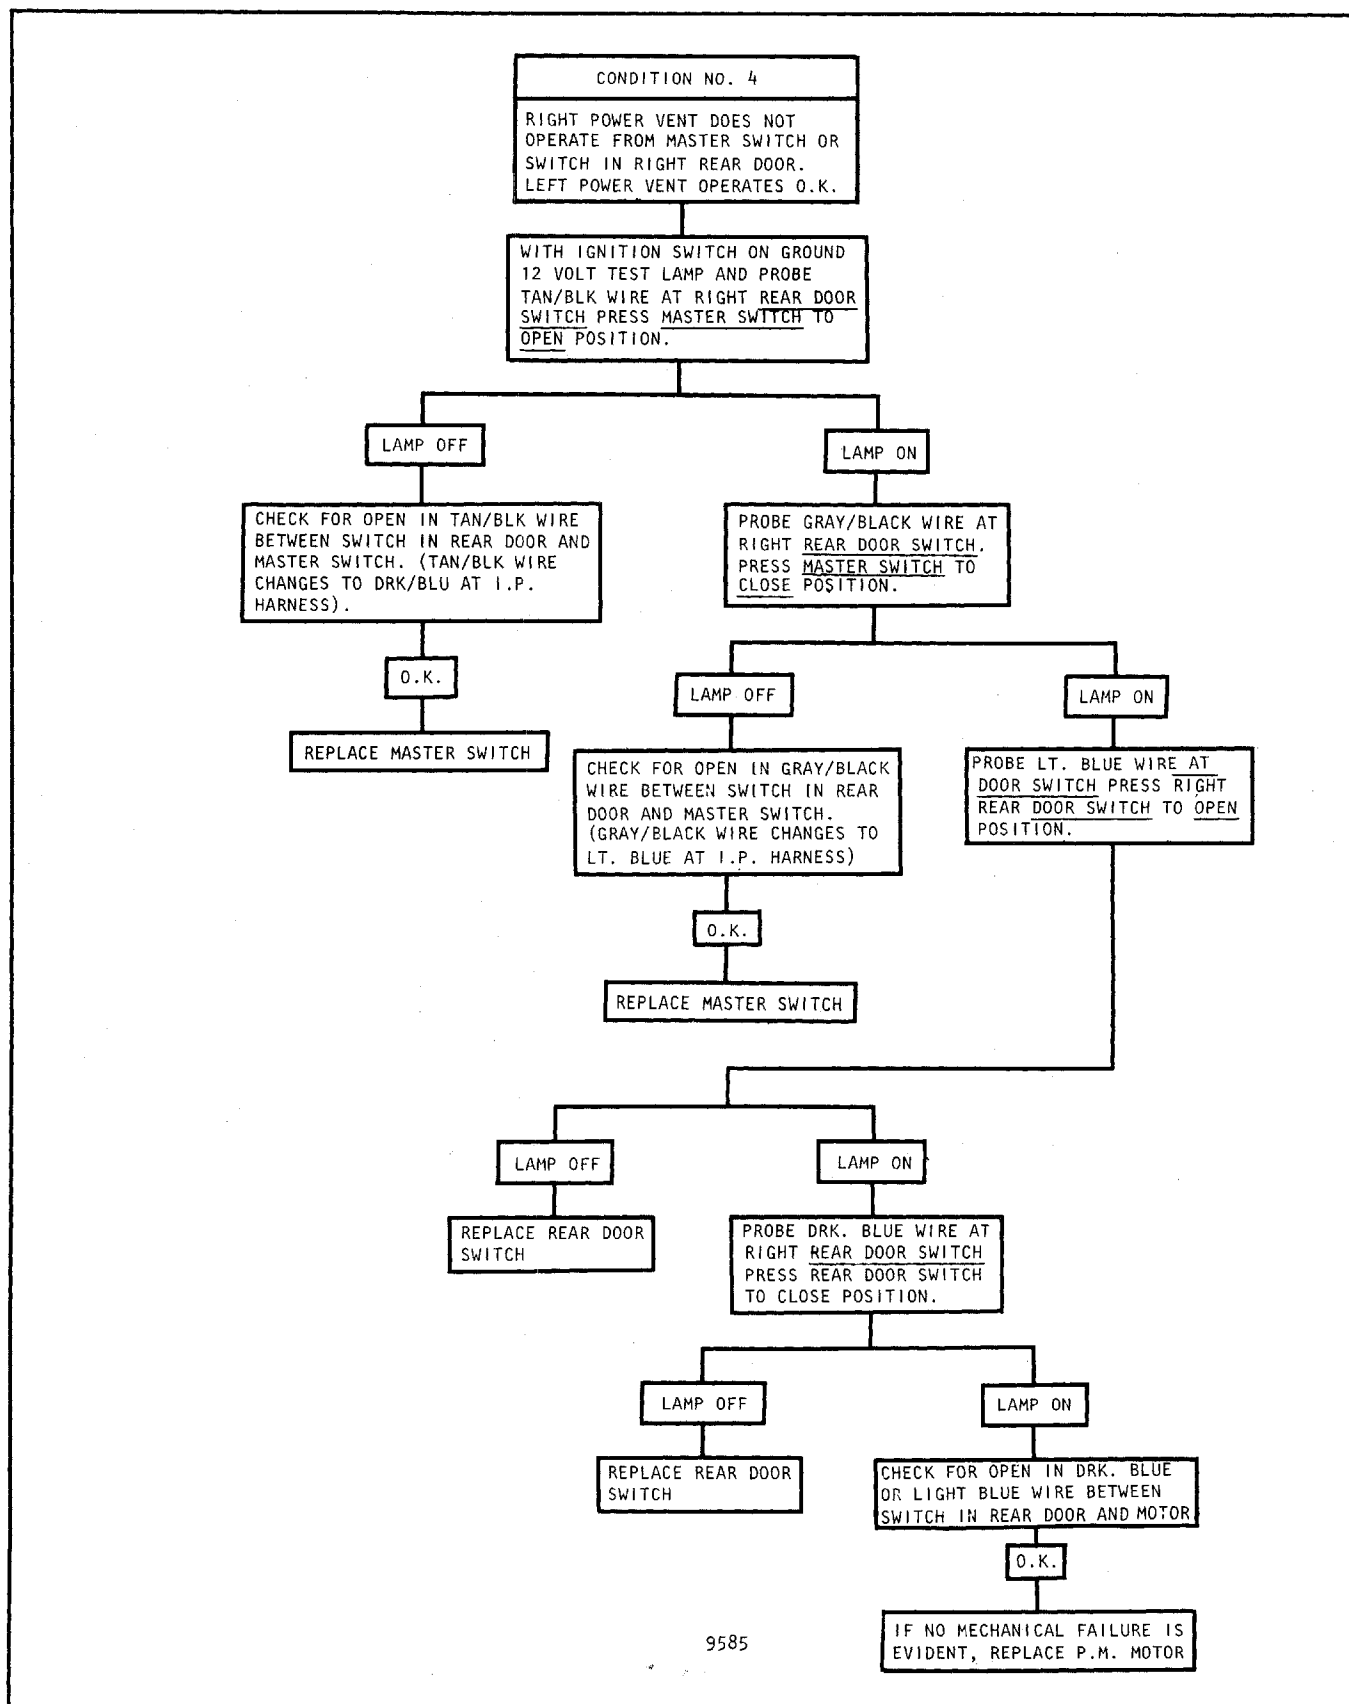 CONDITION NO. 4
RIGHT POWER VENT DOES NOT
OPERATE FROM MASTER SWITCH OR
SWITCH IN RIGHT REAR DOOR.
LEFT POWER VENT OPERATES O.K.
WITH IGNITION SWITCH ON GROUND
12 VOLT TEST LAMP AND PROBE
TAN/BLK WIRE AT RIGHT REAR DOOR
SWITCH PRESS MASTER SWITCH TO
OPEN POSITION.
LAMP OFF
LAMP ON
CHECK FOR OPEN IN TAN/BLK WIRE
BETWEEN SWITCH IN REAR DOOR AND
MASTER SWITCH. (TAN/BLK WIRE
CHANGES TO DRK/BLU AT I.P.
HARNESS).
O.K.
REPLACE MASTER SWITCH
PROBE GRAY/BLACK WIRE AT
RIGHT REAR DOOR SWITCH.
PRESS MASTER SWITCH TO
CLOSE POSITION.
LAMP OFF
LAMP ON
CHECK FOR OPEN IN GRAY/BLACK
WIRE BETWEEN SWITCH IN REAR
DOOR AND MASTER SWITCH.
(GRAY/BLACK WIRE CHANGES TO
LT. BLUE AT I.P. HARNESS)
O.K.
REPLACE MASTER SWITCH
PROBE LT. BLUE WIRE AT
DOOR SWITCH PRESS RIGHT
REAR DOOR SWITCH TO OPEN
POSITION.
LAMP OFF
LAMP ON
REPLACE REAR DOOR
SWITCH
PROBE DRK. BLUE WIRE AT
RIGHT REAR DOOR SWITCH
PRESS REAR DOOR SWITCH
TO CLOSE POSITION.
LAMP OFF
LAMP ON
REPLACE REAR DOOR
SWITCH
CHECK FOR OPEN IN DRK. BLUE
OR LIGHT BLUE WIRE BETWEEN
SWITCH IN REAR DOOR AND MOTOR
O.K.
IF NO MECHANICAL FAILURE IS
EVIDENT, REPLACE P.M. MOTOR
9585